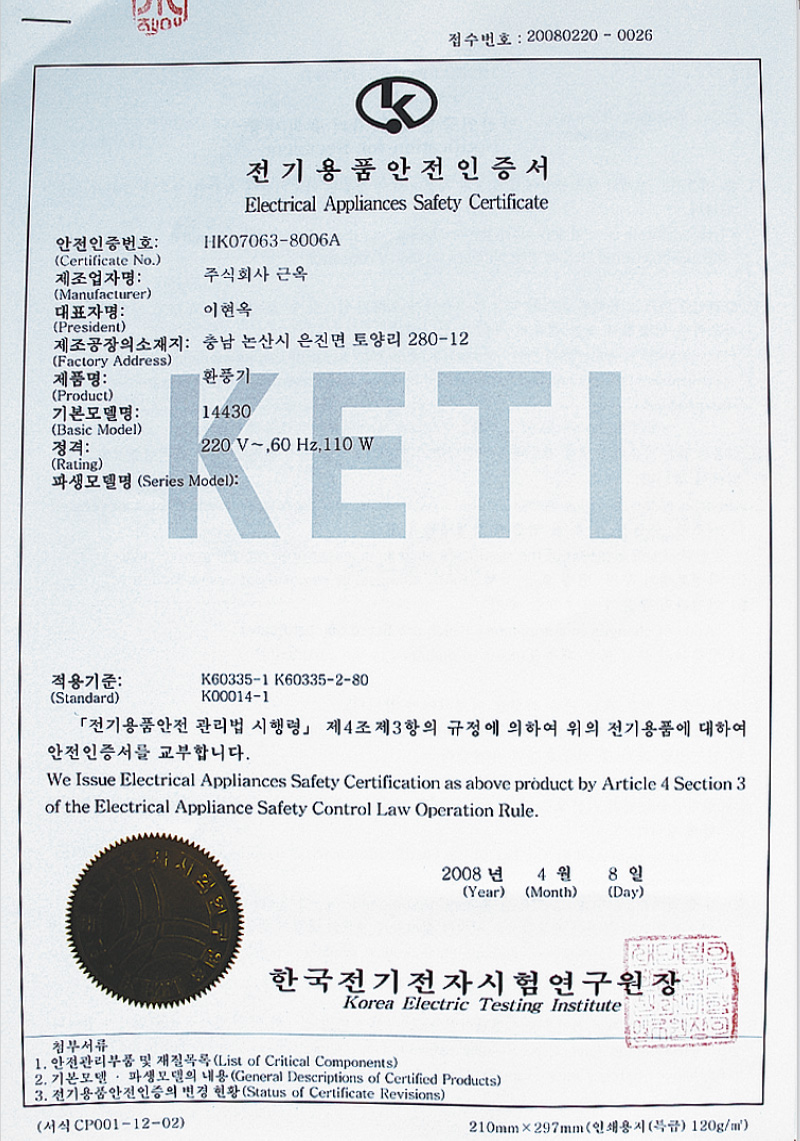 접수번호 : 20080220 - 0026
전기용품안전인증서
Electrical Appliances Safety Certificate
안전인증번호: HK07063-8006A
(Certificate No.)
제조업자명: 주식회사 근옥
(Manufacturer)
대표자명: 이현옥
(President)
제조공장의소재지: 충남 논산시 은진면 토양리 280-12
(Factory Address)
제품명: 환풍기
(Product)
기본모델명: 14430
(Basic Model)
정격: 220 V~,60 Hz,110 W
(Rating)
파생모델명 (Series Model):
KETI
적용기준: K60335-1 K60335-2-80
(Standard) K00014-1
「전기용품안전 관리법 시행령」 제4조제3항의 규정에 의하여 위의 전기용품에 대하여
안전인증서를 교부합니다.
We Issue Electrical Appliances Safety Certification as above product by Article 4 Section 3
of the Electrical Appliance Safety Control Law Operation Rule.
2008 년 4 월 8 일
(Year) (Month) (Day)
한국전기전자시험연구원장
Korea Electric Testing Institute
첨부서류
1. 안전관리부품 및 재질목록(List of Critical Components)
2. 기본모델 · 파생모델의 내용(General Descriptions of Certified Products)
3. 전기용품안전인증의 변경 현황(Status of Certificate Revisions)
(서식 CP001-12-02)
210mm×297mm(인쇄용지(특급) 120g/㎡)